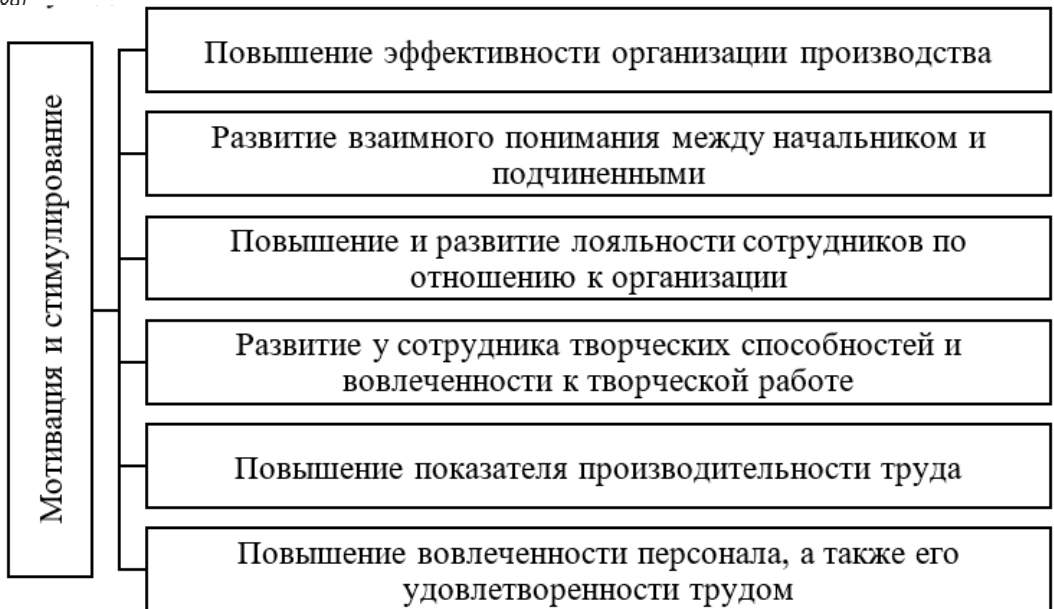 Мотивация и стимулирование
Повышение эффективности организации производства
Развитие взаимного понимания между начальником и
подчиненными
Повышение и развитие лояльности сотрудников по
отношению к организации
Развитие у сотрудника творческих способностей и
вовлеченности к творческой работе
Повышение показателя производительности труда
Повышение вовлеченности персонала, а также его
удовлетворенности трудом